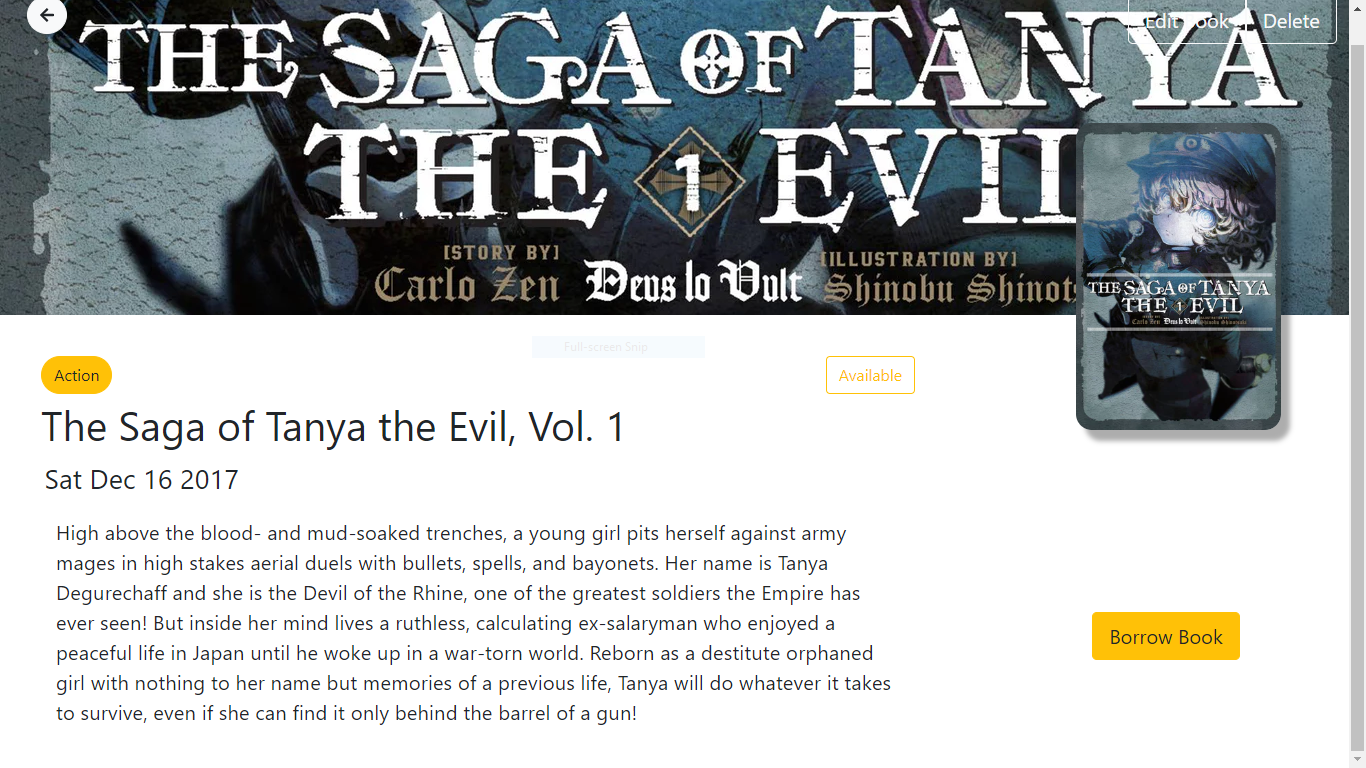 Edit Book Delete
THE SAGA OF TANYA
THE 1 EVIL
[STORY BY] [ILLUSTRATION BY]
Carlo Zen Deus lo Vult Shinobu Shinot
THE SAGA OF TANYA
THE 1 EVIL
Carlo Zen Deus lo Vult
Full-screen Snip
Action Available
The Saga of Tanya the Evil, Vol. 1
Sat Dec 16 2017
High above the blood- and mud-soaked trenches, a young girl pits herself against army
mages in high stakes aerial duels with bullets, spells, and bayonets. Her name is Tanya
Degurechaff and she is the Devil of the Rhine, one of the greatest soldiers the Empire has
ever seen! But inside her mind lives a ruthless, calculating ex-salaryman who enjoyed a
peaceful life in Japan until he woke up in a war-torn world. Reborn as a destitute orphaned
girl with nothing to her name but memories of a previous life, Tanya will do whatever it takes
to survive, even if she can find it only behind the barrel of a gun!
Borrow Book